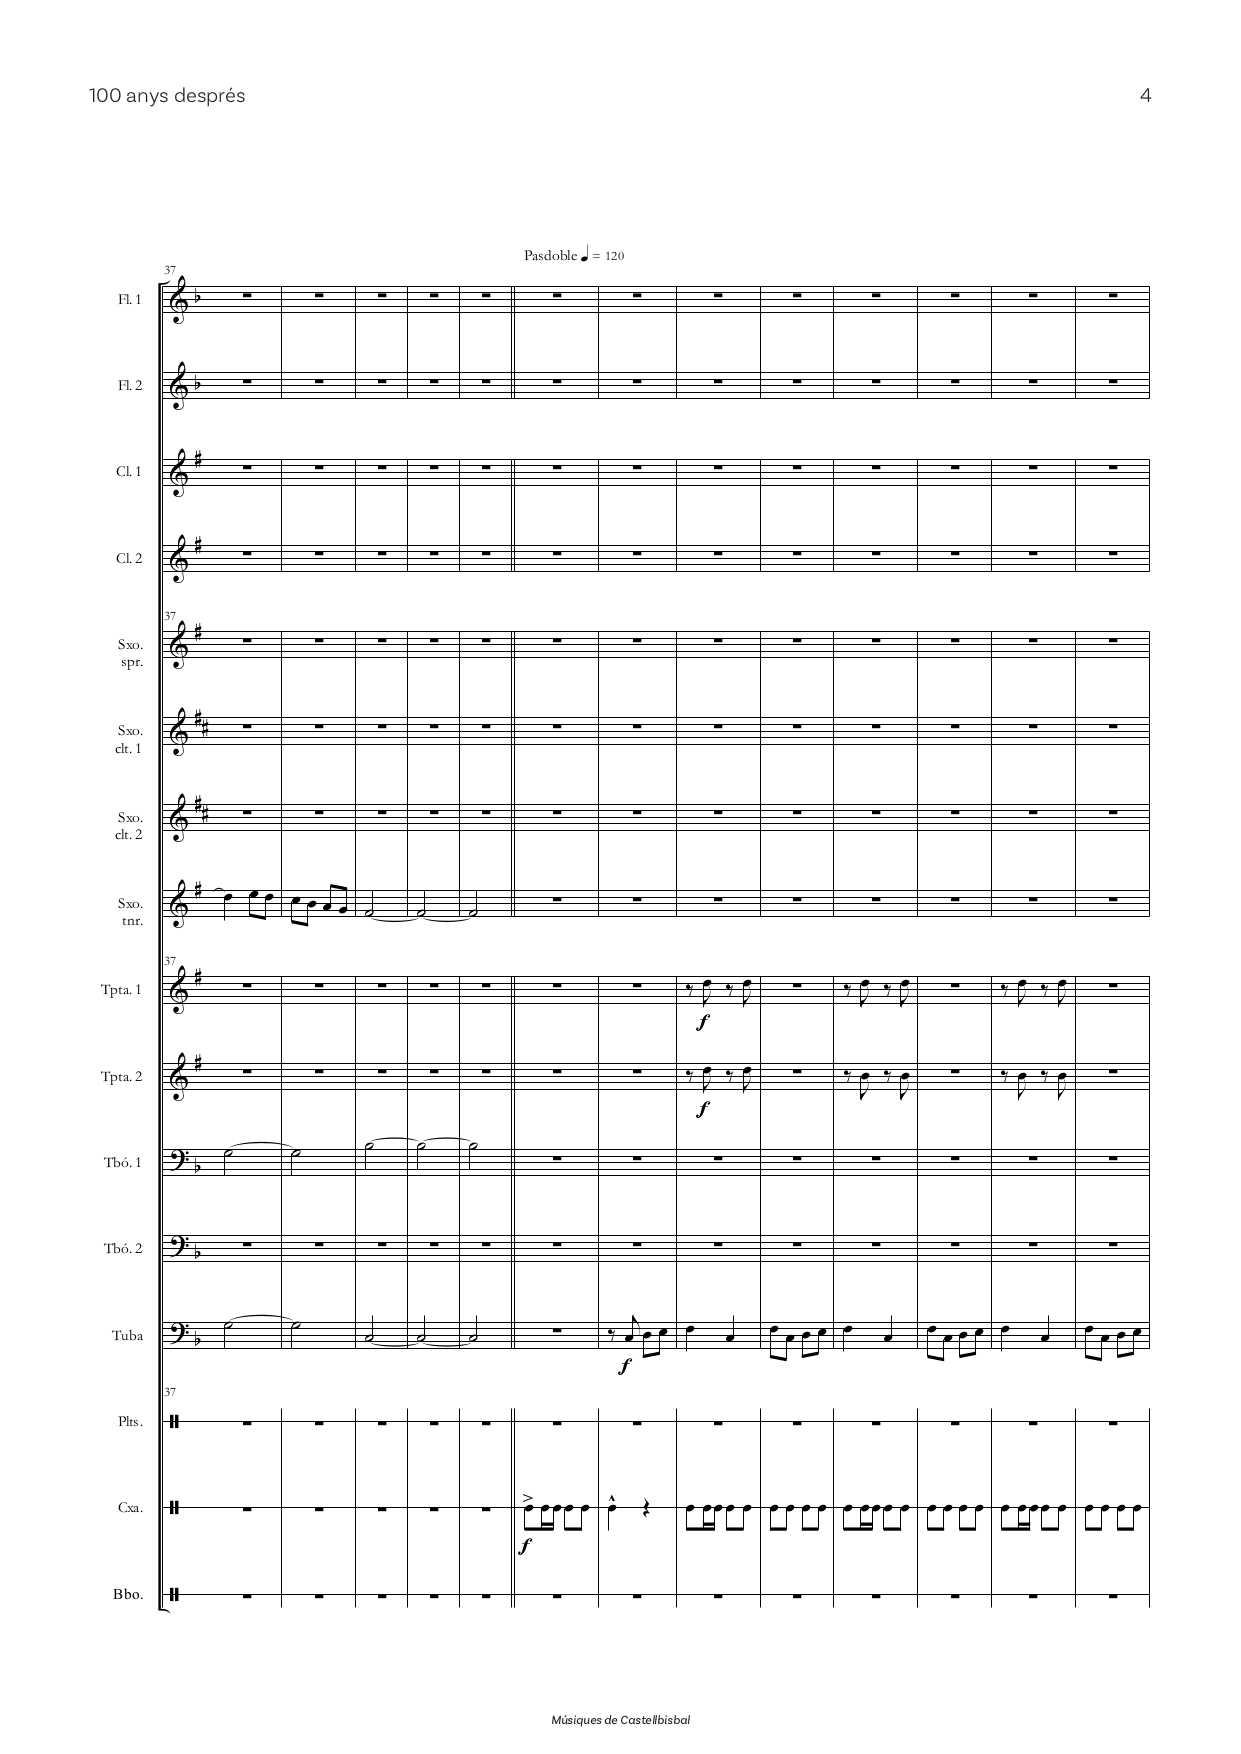 100 anys després 4
Pasdoble ♩ = 120
37
Fl. 1
Fl. 2
Cl. 1
Cl. 2
37
Sxo.
spr.
Sxo.
clt. 1
Sxo.
clt. 2
Sxo.
tnr.
37
Tpta. 1
f
Tpta. 2
f
Tbó. 1
Tbó. 2
Tuba
f
37
Plts.
Cxa.
f
Bbo.
Músiques de Castellbisbal